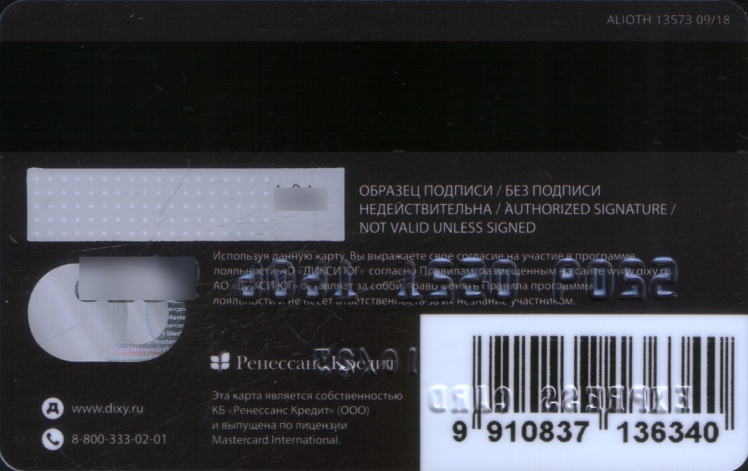 ALIOTH 13573 09/18
ОБРАЗЕЦ ПОДПИСИ / БЕЗ ПОДПИСИ
НЕДЕЙСТВИТЕЛЬНА / AUTHORIZED SIGNATURE /
NOT VALID UNLESS SIGNED
Используя данную карту, Вы выражаете свое согласие на участие в программе
лояльности АО "ДИКСИ ЮГ" согласно Правилам, размещенным на сайте www.dixy.ru
АО «ДИКСИ ЮГ» оставляет за собой право менять Правила программы
лояльности и не несет ответственность за их незнание участником.
Ренессанс Кредит
Эта карта является собственностью
КБ «Ренессанс Кредит» (ООО)
и выпущена по лицензии
Mastercard International.
Д www.dixy.ru
8-800-333-02-01
EXPRESS CARD
9 910837 136340